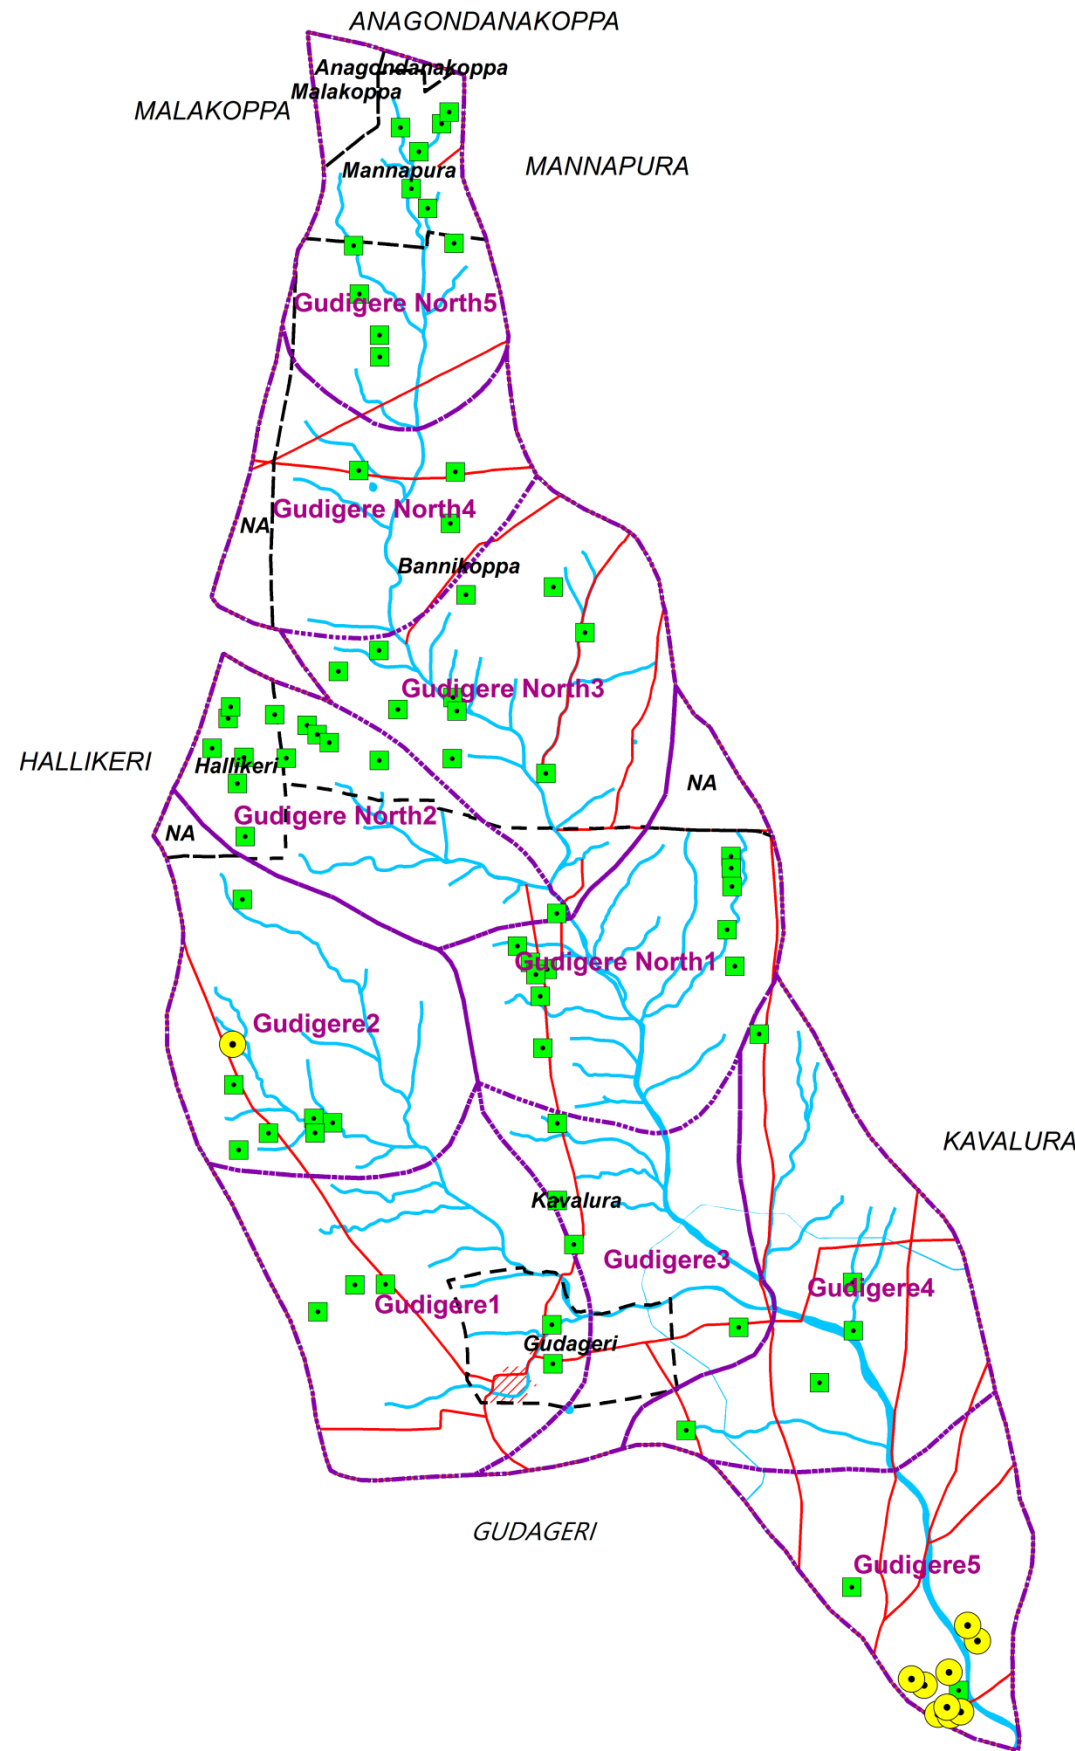 ANAGONDANAKOPPA
Anagondanakoppa
Malakoppa
MALAKOPPA
MANNAPURA
Mannapura
Gudigere North5
Gudigere North4
NA
Bannikoppa
Gudigere North3
HALLIKERI
Hallikeri
NA
Gudigere North2
NA
Gudigere North1
Gudigere2
KAVALURA
Kavalura
Gudigere3
Gudigere4
Gudigere1
Gudageri
GUDAGERI
Gudigere5